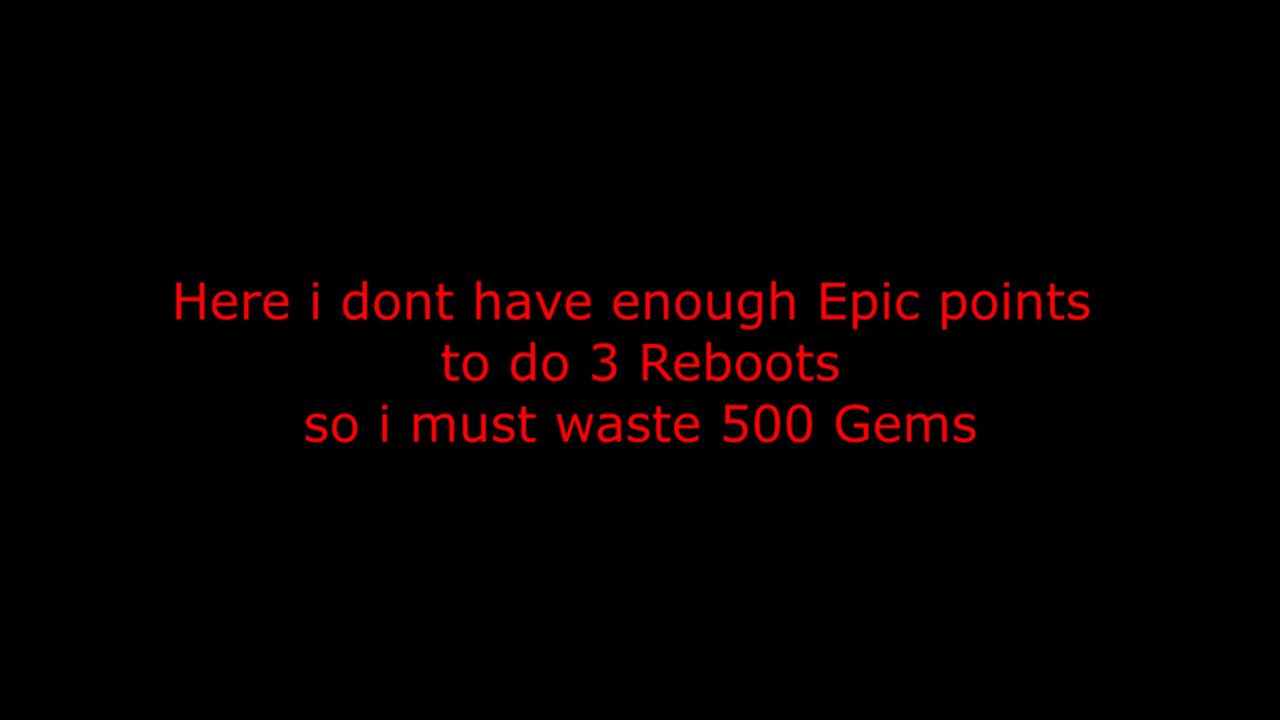 Here i dont have enough Epic points
to do 3 Reboots
so i must waste 500 Gems